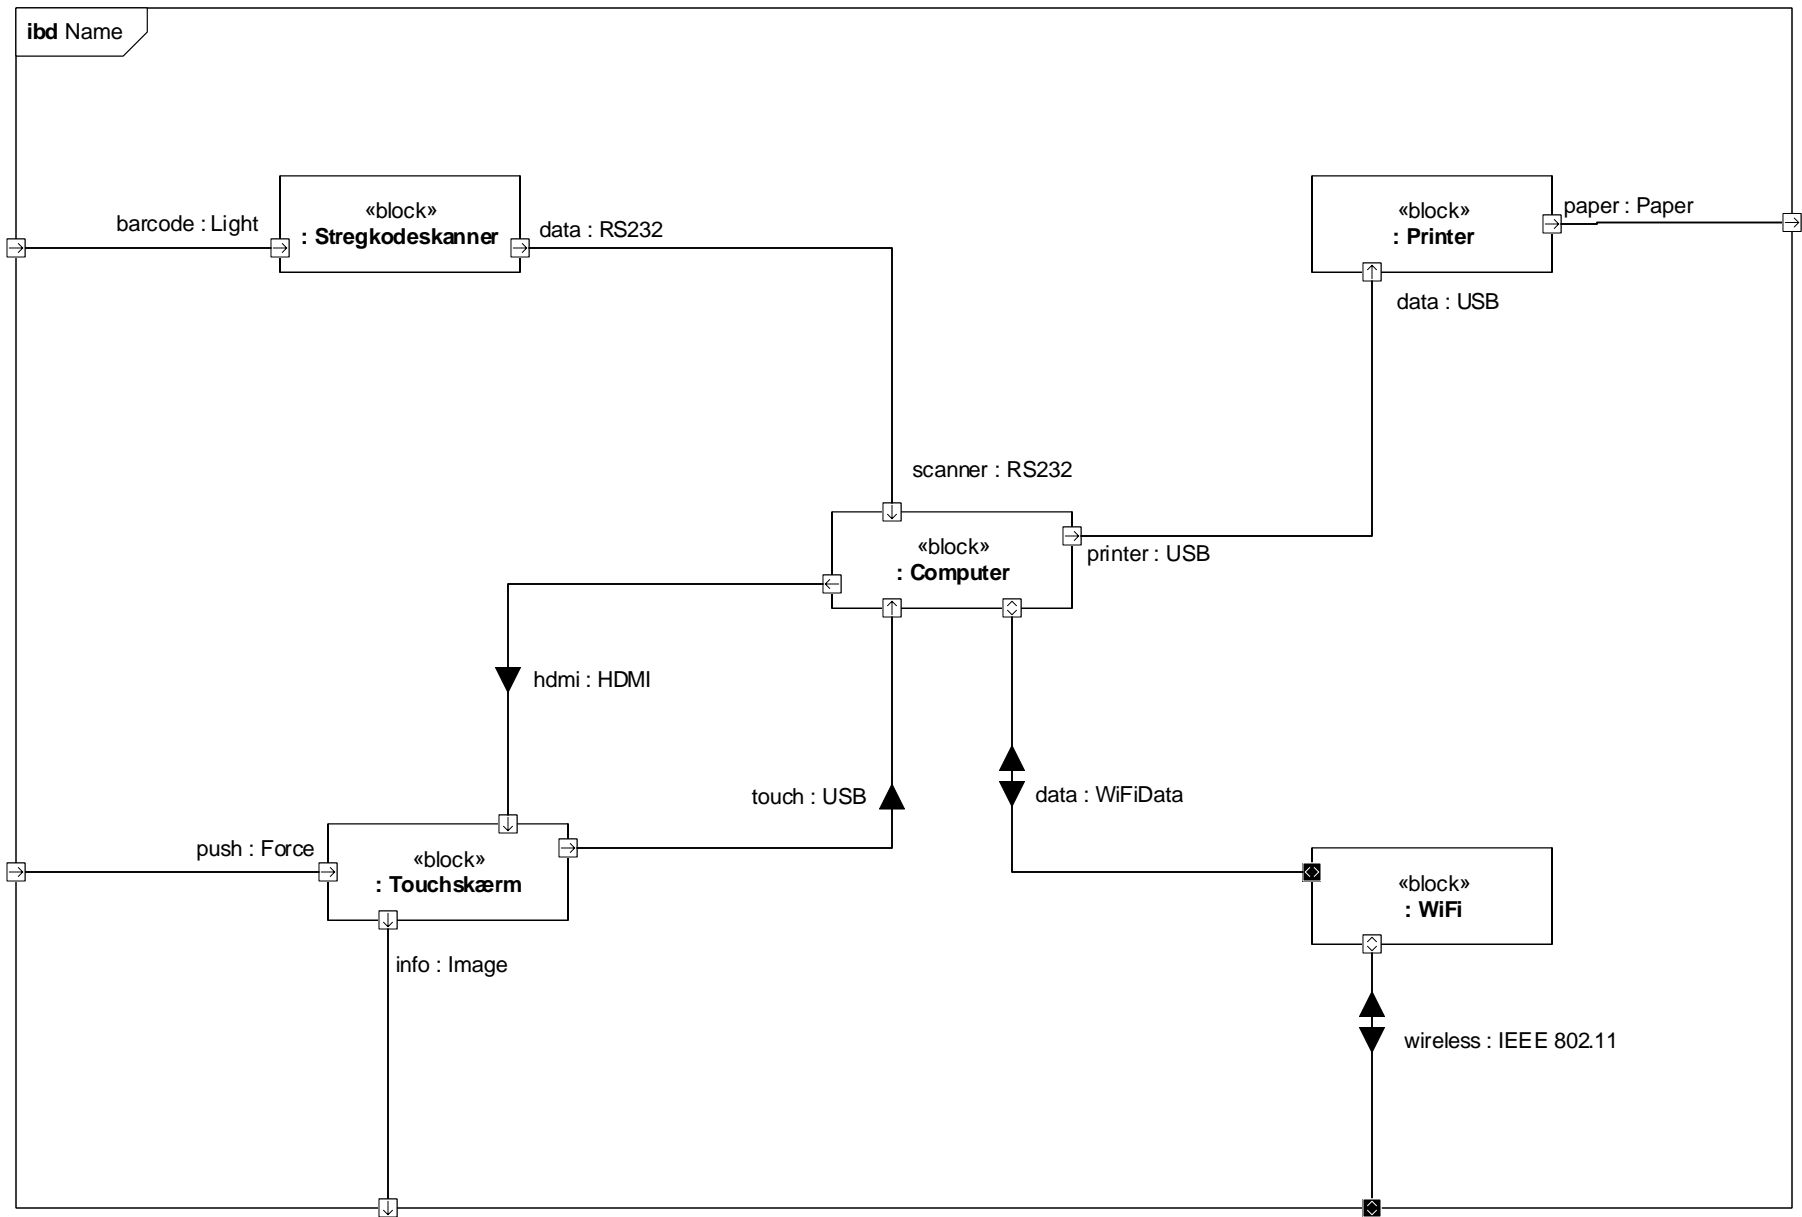 ibd Name
«block»
: Stregkodeskanner
barcode : Light
data : RS232
«block»
: Printer
paper : Paper
data : USB
scanner : RS232
«block»
: Computer
printer : USB
hdmi : HDMI
touch : USB
data : WiFiData
push : Force
«block»
: Touchskærm
«block»
: WiFi
info : Image
wireless : IEEE 802.11